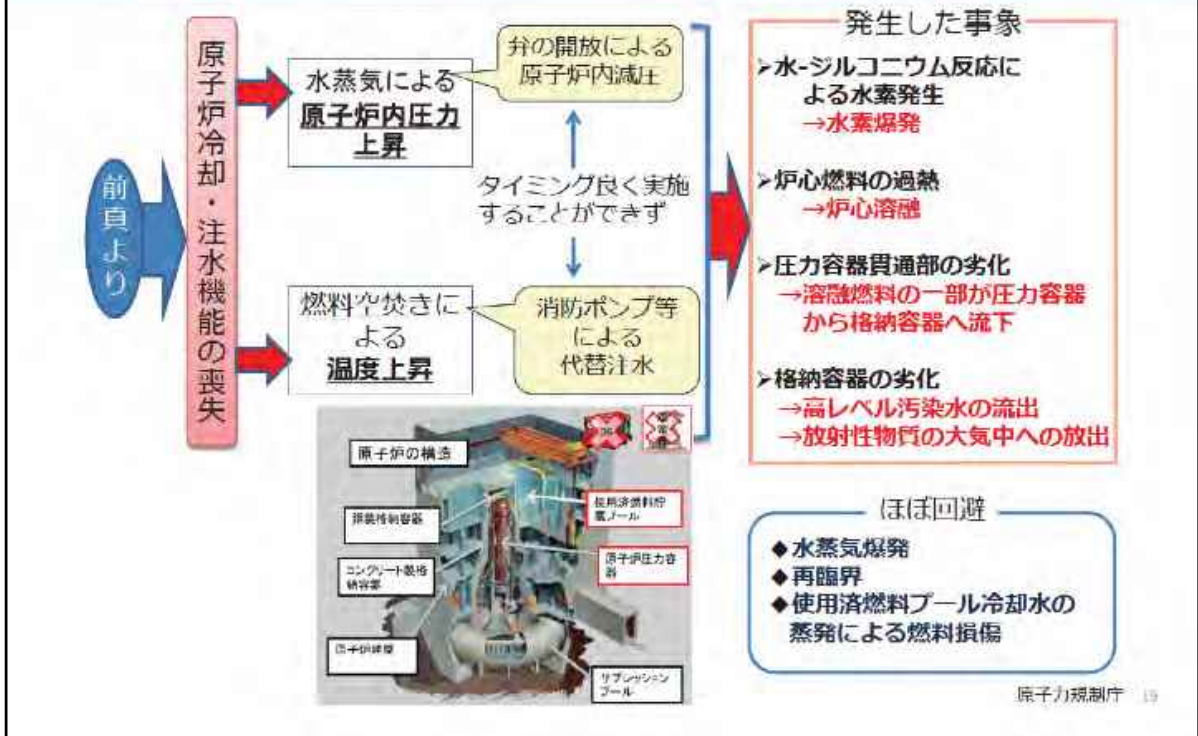 前頁より
原子炉冷却・注水機能の喪失
水蒸気による
原子炉内圧力
上昇
弁の開放による
原子炉内減圧
タイミング良く実施
することができず
燃料空焚きに
よる
温度上昇
消防ポンプ等
による
代替注水
発生した事象
➢水-ジルコニウム反応に
よる水素発生
→水素爆発
➢炉心燃料の過熱
→炉心溶融
➢圧力容器貫通部の劣化
→溶融燃料の一部が圧力容器
から格納容器へ流下
➢格納容器の劣化
→高レベル汚染水の流出
→放射性物質の大気中への放出
原子炉の構造
使用済燃料貯
蔵プール
原子炉圧力容
器
コンクリート製格
納容器
原子炉建屋
サプレッション
プール
ほぼ回避
◆水蒸気爆発
◆再臨界
◆使用済燃料プール冷却水の
蒸発による燃料損傷
原子力規制庁 19